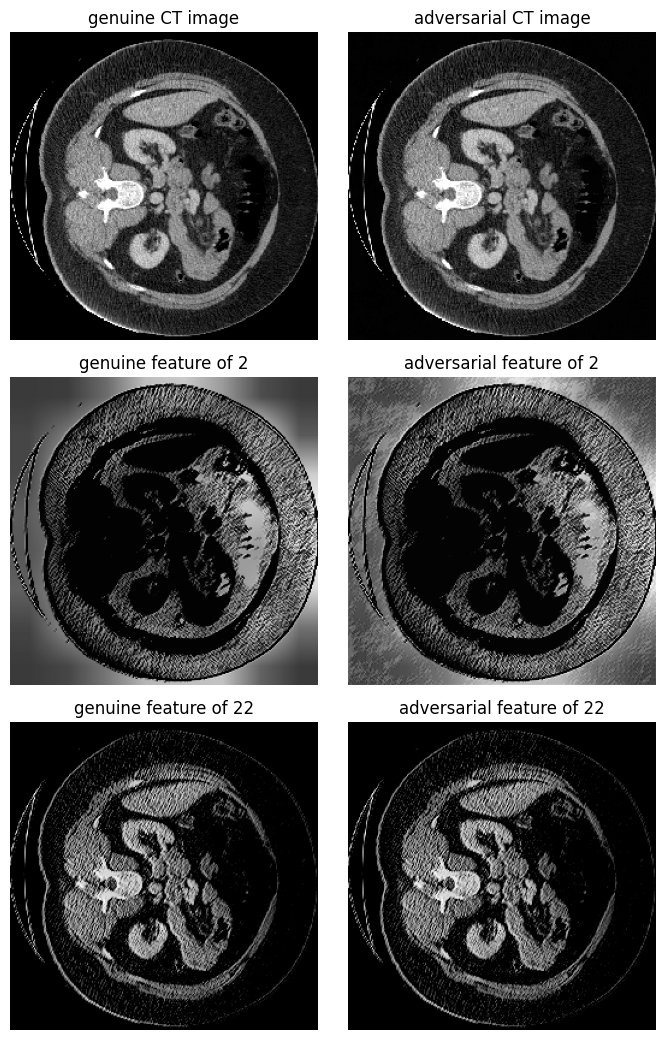 genuine CT image
adversarial CT image
genuine feature of 2
adversarial feature of 2
genuine feature of 22
adversarial feature of 22